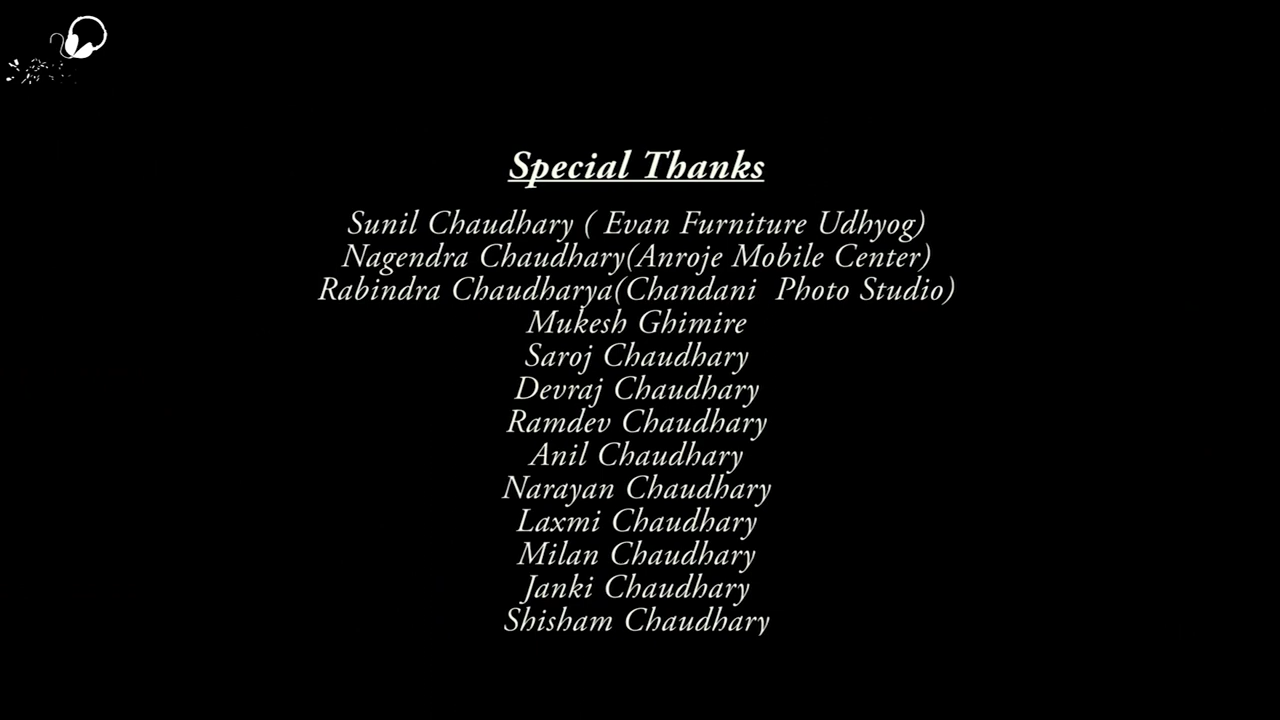 Special Thanks
Sunil Chaudhary ( Evan Furniture Udhyog)
Nagendra Chaudhary(Anroje Mobile Center)
Rabindra Chaudharya(Chandani  Photo Studio)
Mukesh Ghimire
Saroj Chaudhary
Devraj Chaudhary
Ramdev Chaudhary
Anil Chaudhary
Narayan Chaudhary
Laxmi Chaudhary
Milan Chaudhary
Janki Chaudhary
Shisham Chaudhary